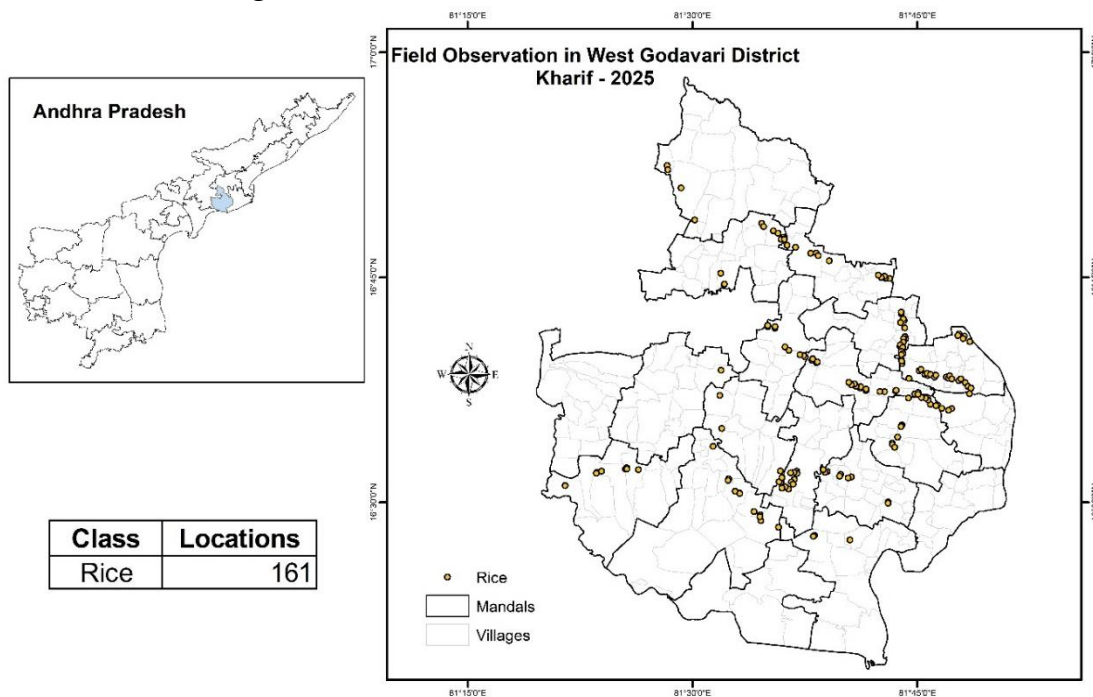 81°15'0"E
81°30'0"E
81°45'0"E
Field Observation in West Godavari District
Kharif - 2025
Andhra Pradesh
17°0'0"N
16°45'0"N
N
W E
S
16°30'0"N
Class Locations
Rice 161
Rice
Mandals
Villages
81°15'0"E
81°30'0"E
81°45'0"E